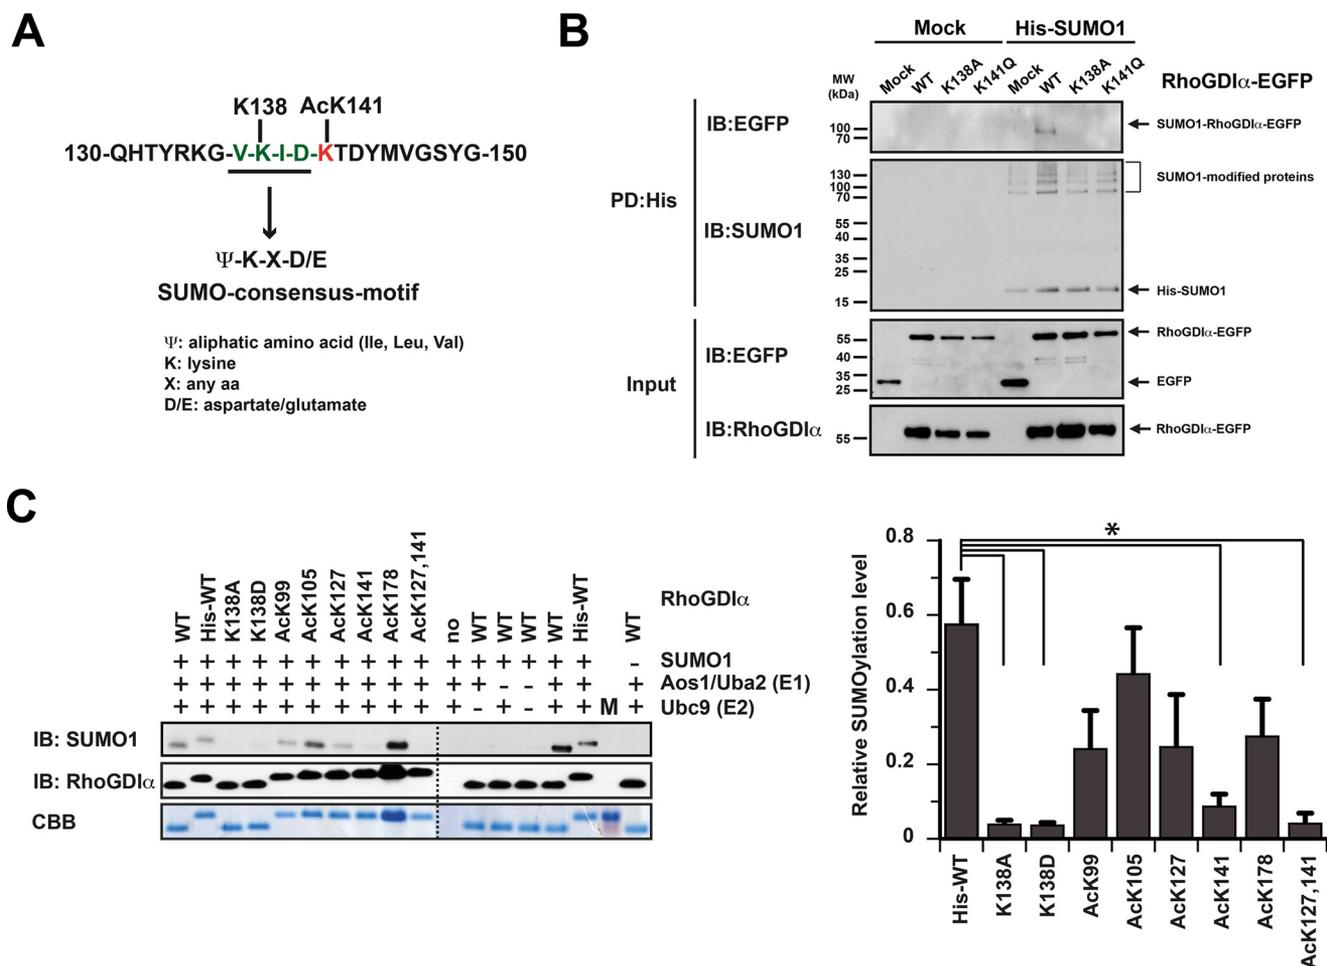 A
K138 AcK141
130-QHTYRKG-V-K-I-D-KTDYMVGSYG-150
Ψ-K-X-D/E
SUMO-consensus-motif
Ψ: aliphatic amino acid (Ile, Leu, Val)
K: lysine
X: any aa
D/E: aspartate/glutamate
B
Mock His-SUMO1
MW
(kDa)
Mock WT K138A K141Q Mock WT K138A K141Q
RhoGDIα-EGFP
PD:His
IB:EGFP
100
70
SUMO1-RhoGDIα-EGFP
IB:SUMO1
130
100
70
55
40
35
25
15
SUMO1-modified proteins
His-SUMO1
Input
IB:EGFP
55
40
35
25
RhoGDIα-EGFP
EGFP
IB:RhoGDIα
55
RhoGDIα-EGFP
C
WT His-WT K138A K138D AcK99 AcK105 AcK127 AcK141 AcK178 AcK127,141 no WT WT WT WT His-WT WT
RhoGDIα
+ + + + + + + + + + + + + + + + - SUMO1
+ + + + + + + + + + + + - - + + + Aos1/Uba2 (E1)
+ + + + + + + + + + + - + - + + M + Ubc9 (E2)
IB: SUMO1
IB: RhoGDIα
CBB
Relative SUMOylation level
0.8
0.6
0.4
0.2
0
*
His-WT K138A K138D AcK99 AcK105 AcK127 AcK141 AcK178 AcK127,141